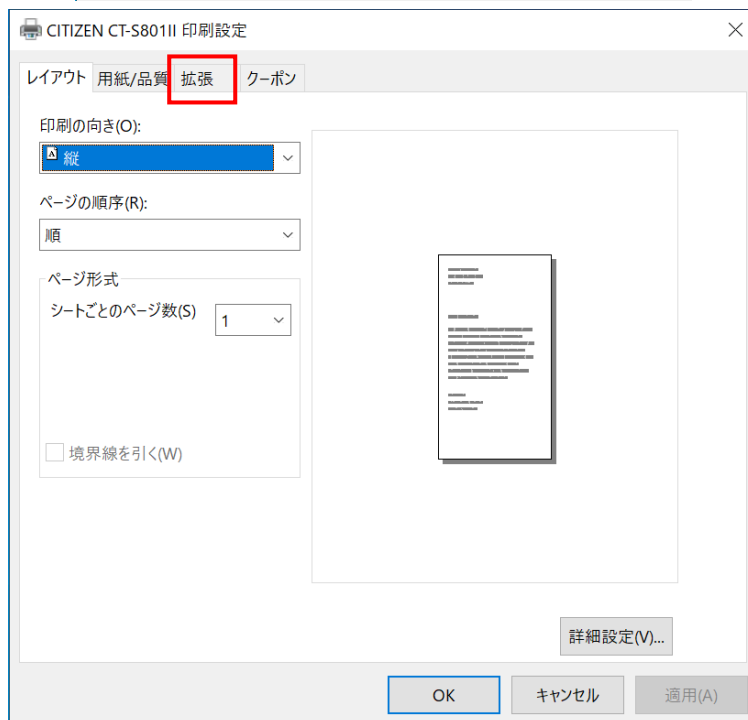 CITIZEN CT-S801II 印刷設定
レイアウト 用紙/品質 拡張 クーポン
印刷の向き(O):
縦
ページの順序(R):
順
ページ形式
シートごとのページ数(S) 1
境界線を引く(W)
詳細設定(V)...
OK キャンセル 適用(A)